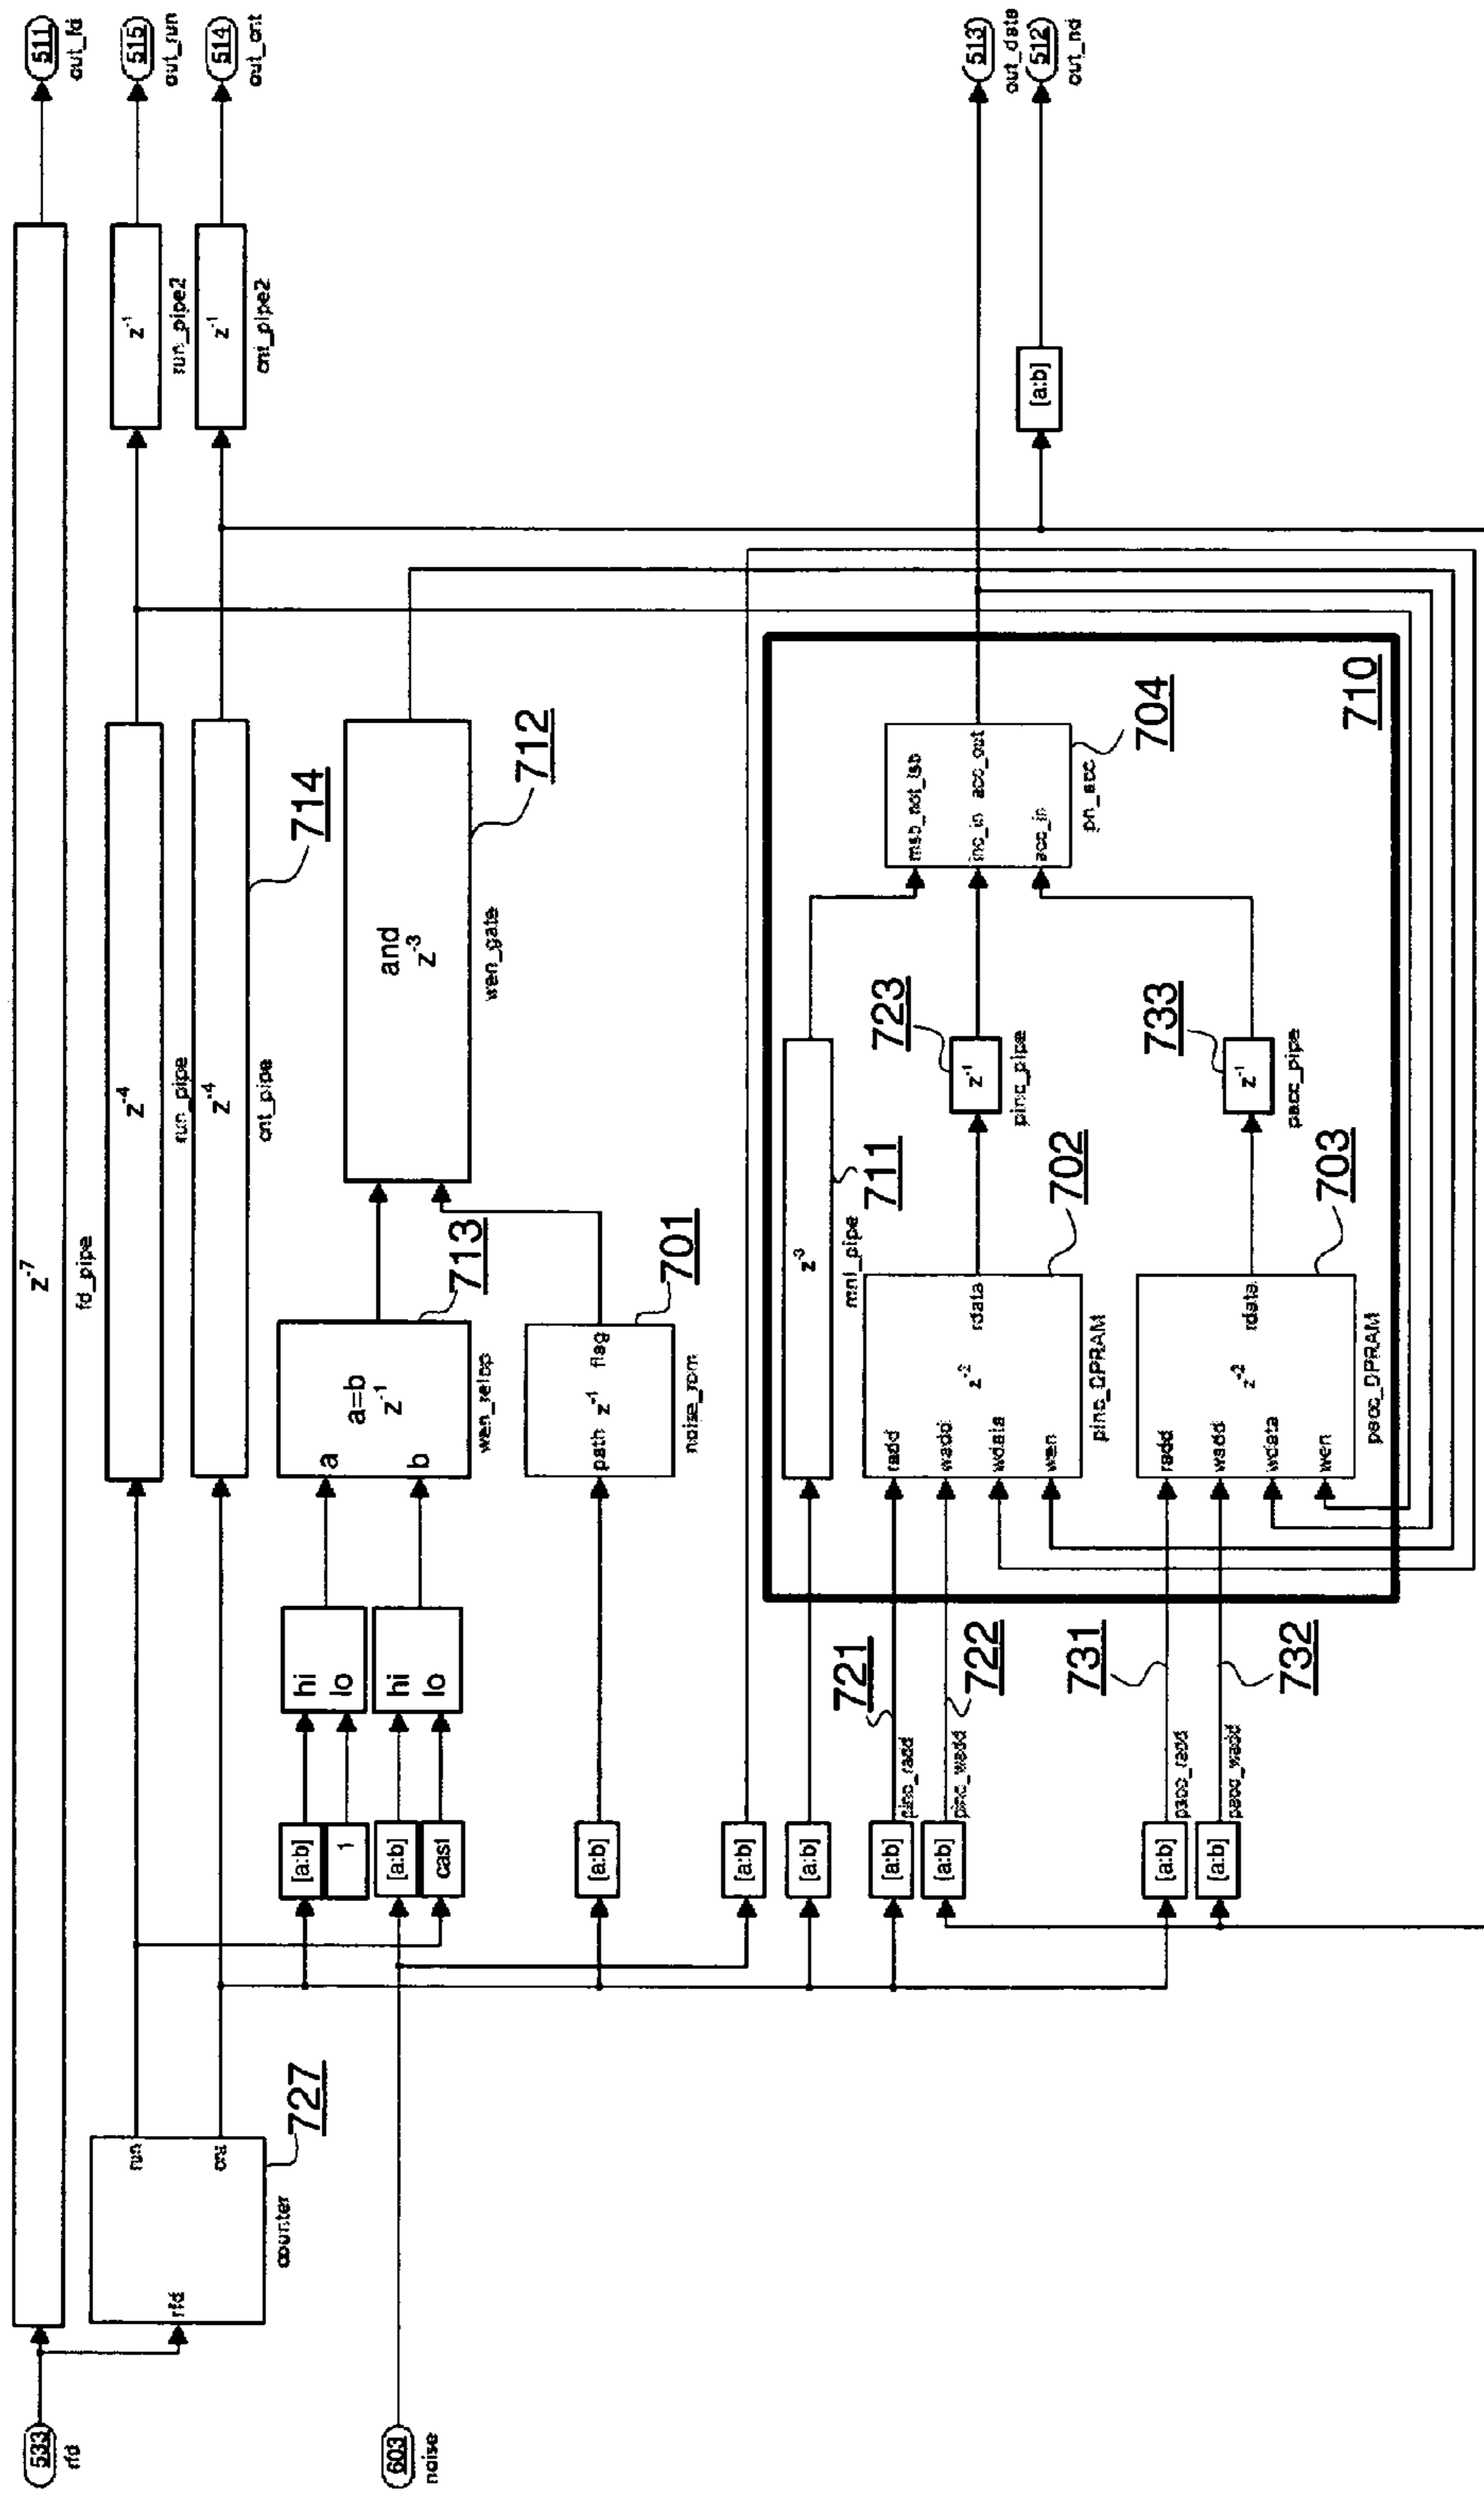 533
rfd
z-7
fd_pipe
511
out_fd
rfd
run
cnt
counter
727
z-4
run_pipe
z-1
run_pipe2
515
out_run
z-4
cnt_pipe
714
z-1
cnt_pipe2
514
out_cnt
603
noise
[a:b]
1
hi
lo
[a:b]
cast
hi
lo
a
b
a=b
z-1
wen_relop
713
and
z-3
wen_gate
712
[a:b]
path z-1 flag
noise_rom
701
[a:b]
[a:b]
z-3
mnl_pipe
711
[a:b]
pinc_radd
721
[a:b]
pinc_wadd
722
radd
wadd
wdata
wen
z-2
rdata
pinc_DPRAM
702
z-1
pinc_pipe
723
msb_not_lsb
inc_in acc_out
acc_in
pn_acc
704
513
out_data
[a:b]
512
out_nd
[a:b]
pacc_radd
731
[a:b]
pacc_wadd
732
radd
wadd
wdata
wen
z-2
rdata
pacc_DPRAM
703
z-1
pacc_pipe
733
710